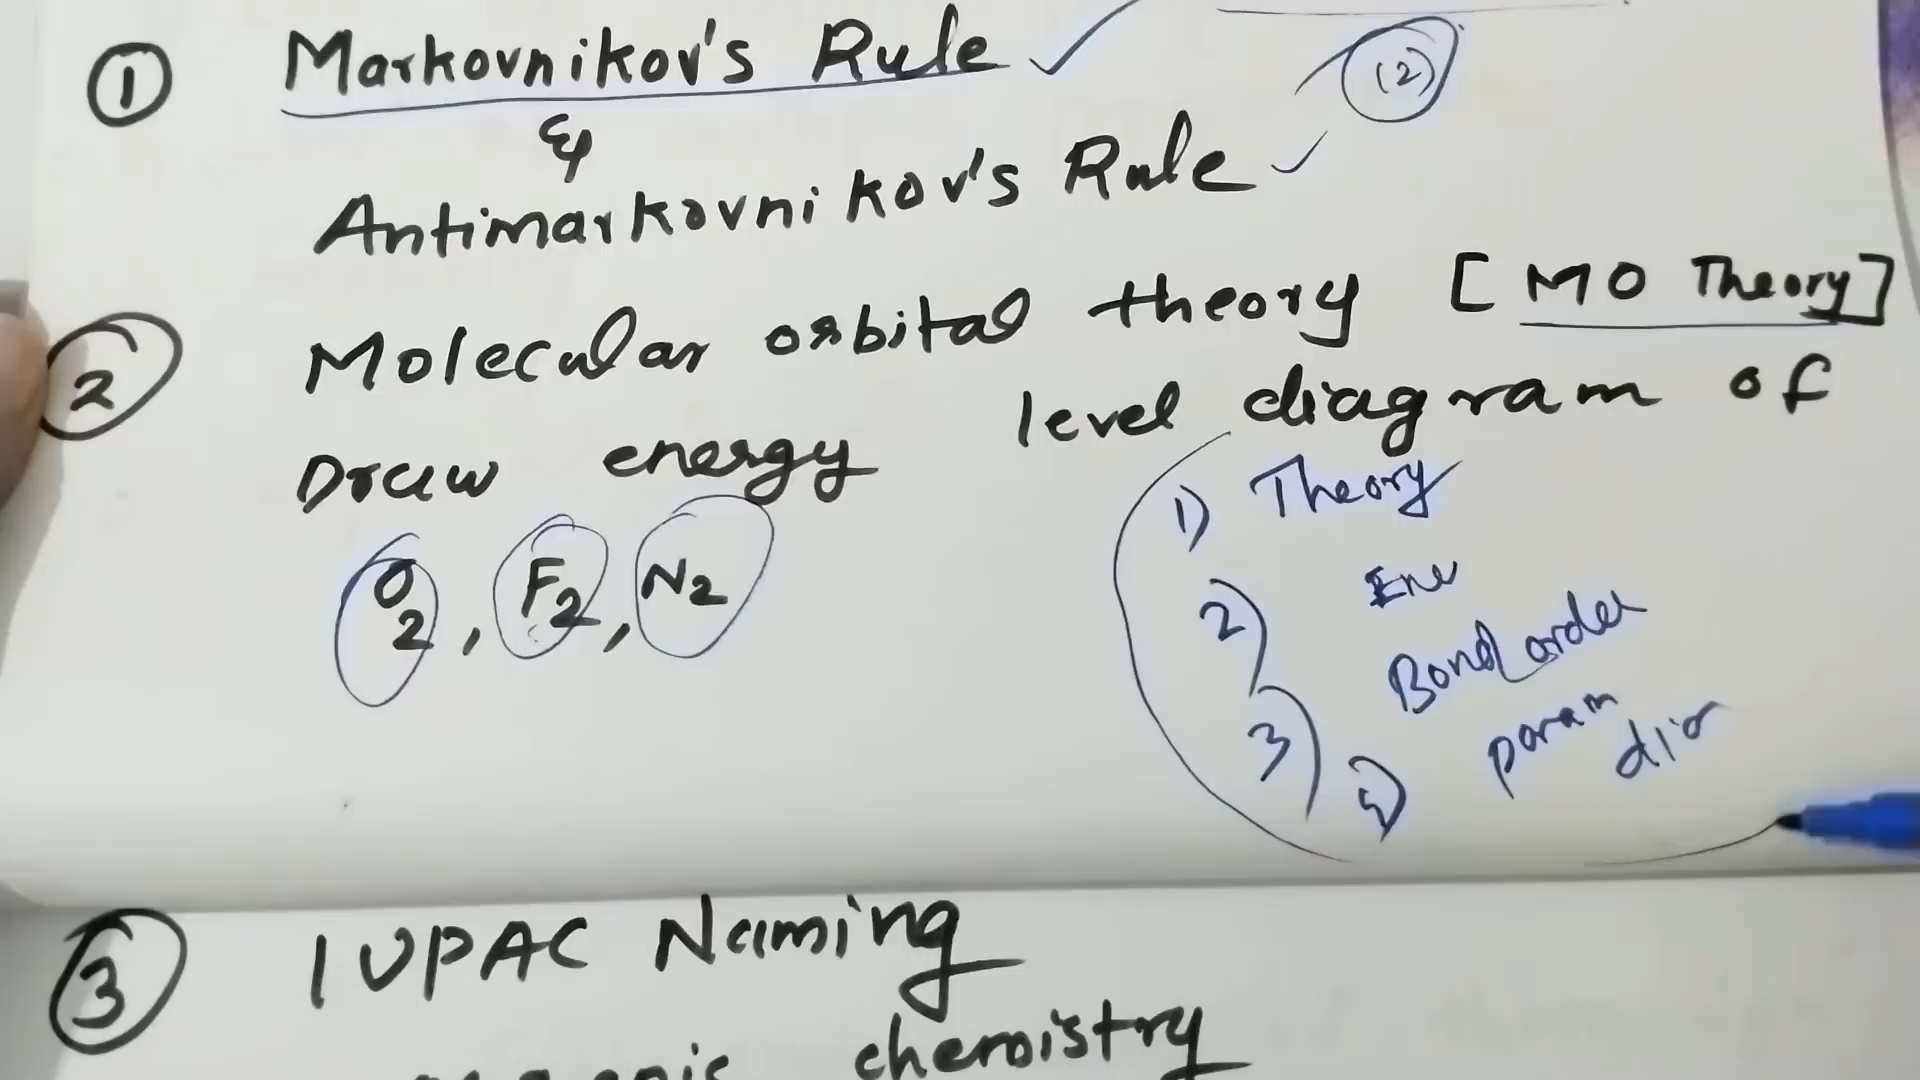 ① Markovnikov's Rule ✓
(2)
&
Antimarkovnikov's Rule ✓
② Molecular orbital theory [MO Theory]
Draw energy level diagram of
O2, F2, N2
1) Theory
2) Ene
3) Bond order
4) param
dia
③ IUPAC Naming
chemistry